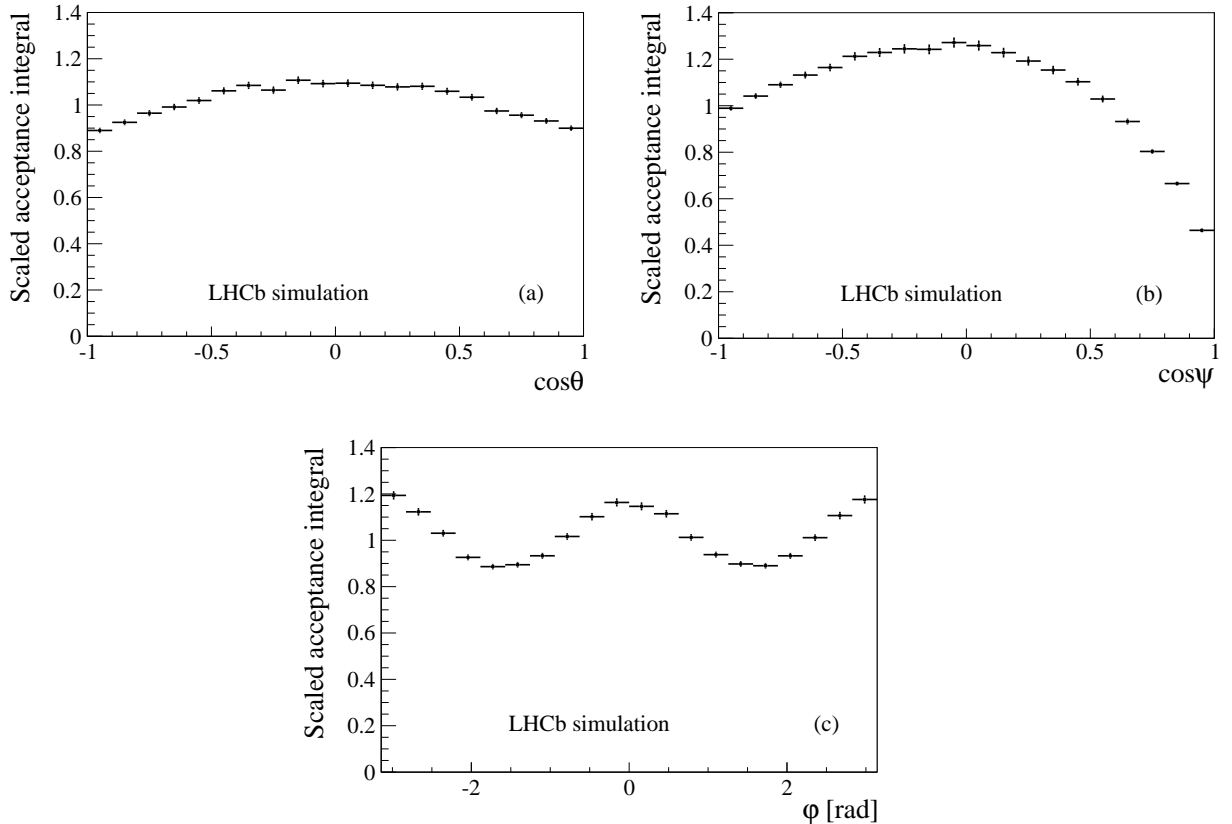 Scaled acceptance integral
1.4
1.2
1
0.8
0.6
0.4
0.2
0
LHCb simulation (a)
-1 -0.5 0 0.5 1
cosθ
Scaled acceptance integral
1.4
1.2
1
0.8
0.6
0.4
0.2
0
LHCb simulation (b)
-1 -0.5 0 0.5 1
cosψ
Scaled acceptance integral
1.4
1.2
1
0.8
0.6
0.4
0.2
0
LHCb simulation (c)
-2 0 2
φ [rad]